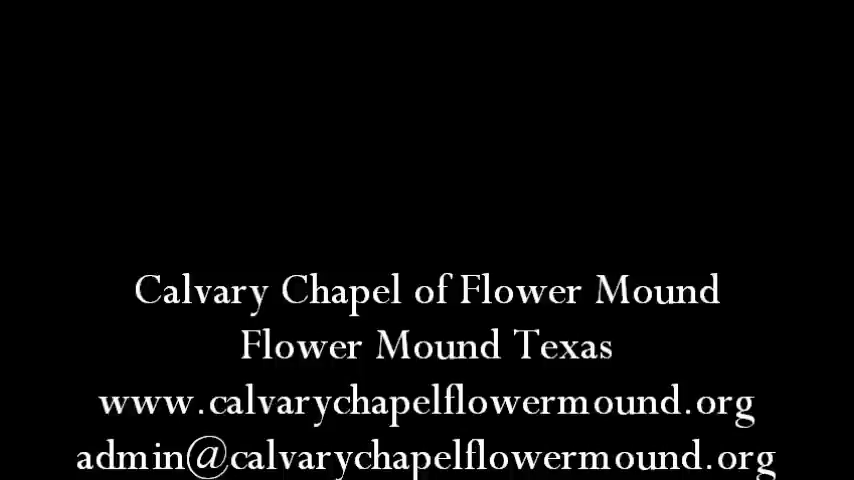 Calvary Chapel of Flower Mound
Flower Mound Texas
www.calvarychapelflowermound.org
admin@calvarychapelflowermound.org